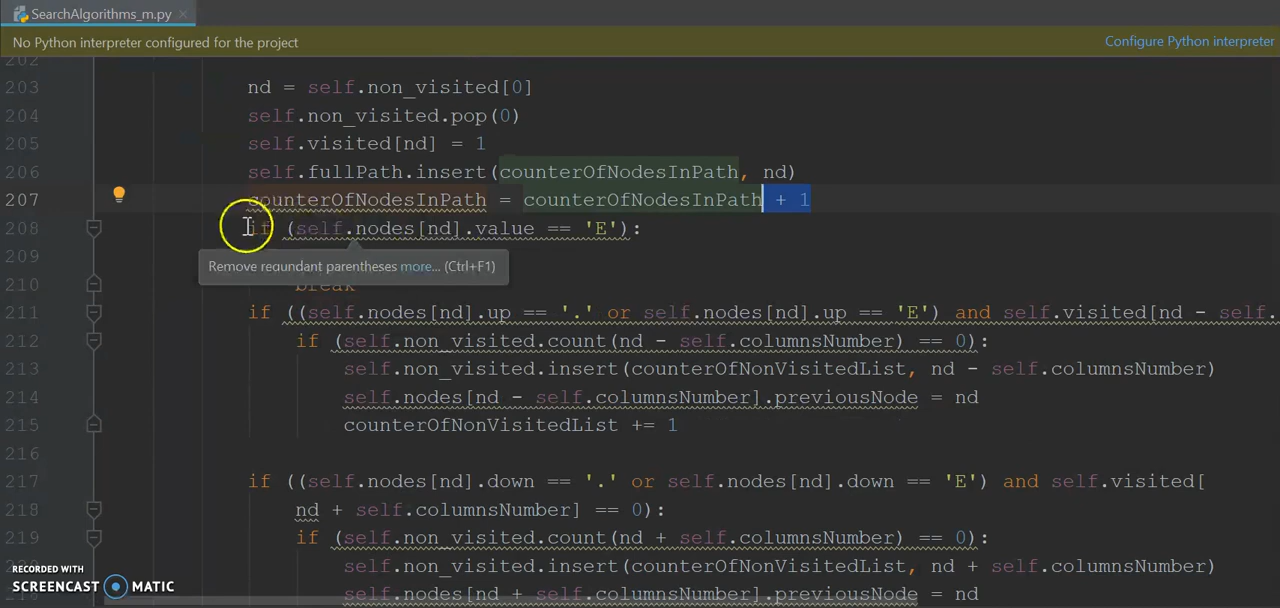 SearchAlgorithms_m.py
No Python interpreter configured for the project
Configure Python interpreter
202
203 nd = self.non_visited[0]
204 self.non_visited.pop(0)
205 self.visited[nd] = 1
206 self.fullPath.insert(counterOfNodesInPath, nd)
207 counterOfNodesInPath = counterOfNodesInPath + 1
208 if (self.nodes[nd].value == 'E'):
209
Remove redundant parentheses more... (Ctrl+F1)
210 break
211 if ((self.nodes[nd].up == '.' or self.nodes[nd].up == 'E') and self.visited[nd - self.
212 if (self.non_visited.count(nd - self.columnsNumber) == 0):
213 self.non_visited.insert(counterOfNonVisitedList, nd - self.columnsNumber)
214 self.nodes[nd - self.columnsNumber].previousNode = nd
215 counterOfNonVisitedList += 1
216
217 if ((self.nodes[nd].down == '.' or self.nodes[nd].down == 'E') and self.visited[
218 nd + self.columnsNumber] == 0):
219 if (self.non_visited.count(nd + self.columnsNumber) == 0):
self.non_visited.insert(counterOfNonVisitedList, nd + self.columnsNumber)
self.nodes[nd + self.columnsNumber].previousNode = nd
RECORDED WITH
SCREENCAST MATIC